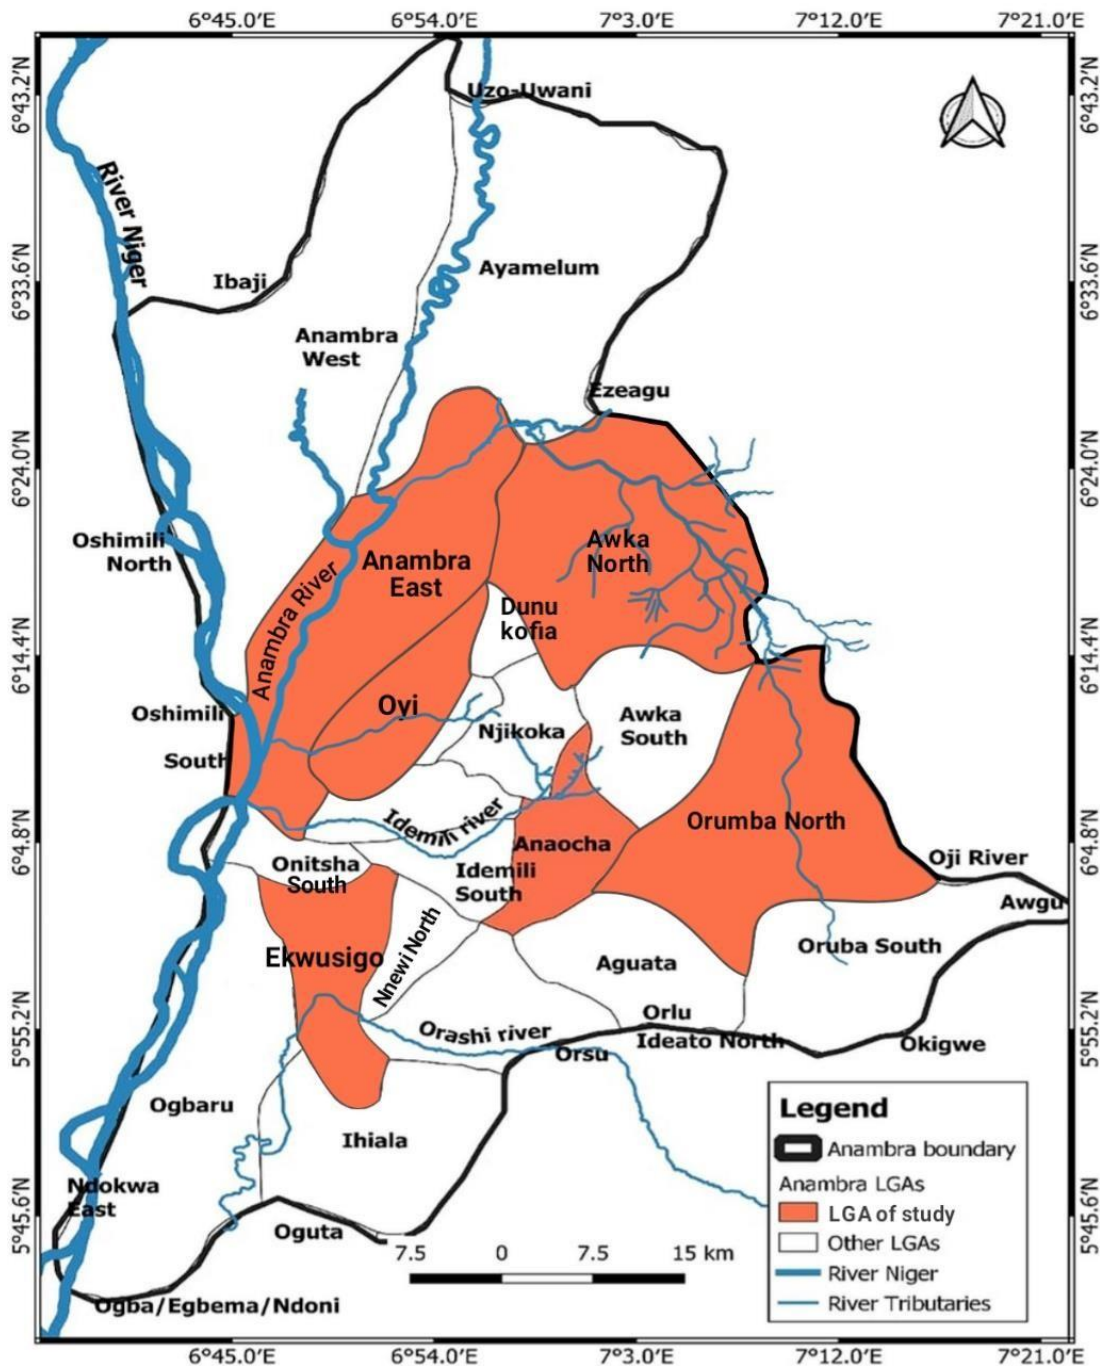 6°45.0'E 6°54.0'E 7°3.0'E 7°12.0'E 7°21.0'E
6°43.2'N
6°43.2'N
Uzo-Uwani
River Niger
Ayamelum
Ibaji
6°33.6'N
6°33.6'N
Anambra
West
Ezeagu
6°24.0'N
6°24.0'N
Oshimili
North
Awka
North
Anambra
East
Anambra River
Dunu
kofia
6°14.4'N
6°14.4'N
Oyi
Oshimili
South
Njikoka
Awka
South
Idemili river
Orumba North
6°4.8'N
6°4.8'N
Anaocha
Onitsha
South
Idemili
South
Oji River
Awgu
Ekwusigo
Nnewi North
Aguata
Oruba South
5°55.2'N
5°55.2'N
Orlu
Orashi river
Ideato North
Orsu
Okigwe
Ogbaru
Ihiala
Ndokwa
East
5°45.6'N
5°45.6'N
Oguta
Ogba/Egbema/Ndoni
7.5 0 7.5 15 km
Legend
Anambra boundary
Anambra LGAs
LGA of study
Other LGAs
River Niger
River Tributaries
6°45.0'E 6°54.0'E 7°3.0'E 7°12.0'E 7°21.0'E